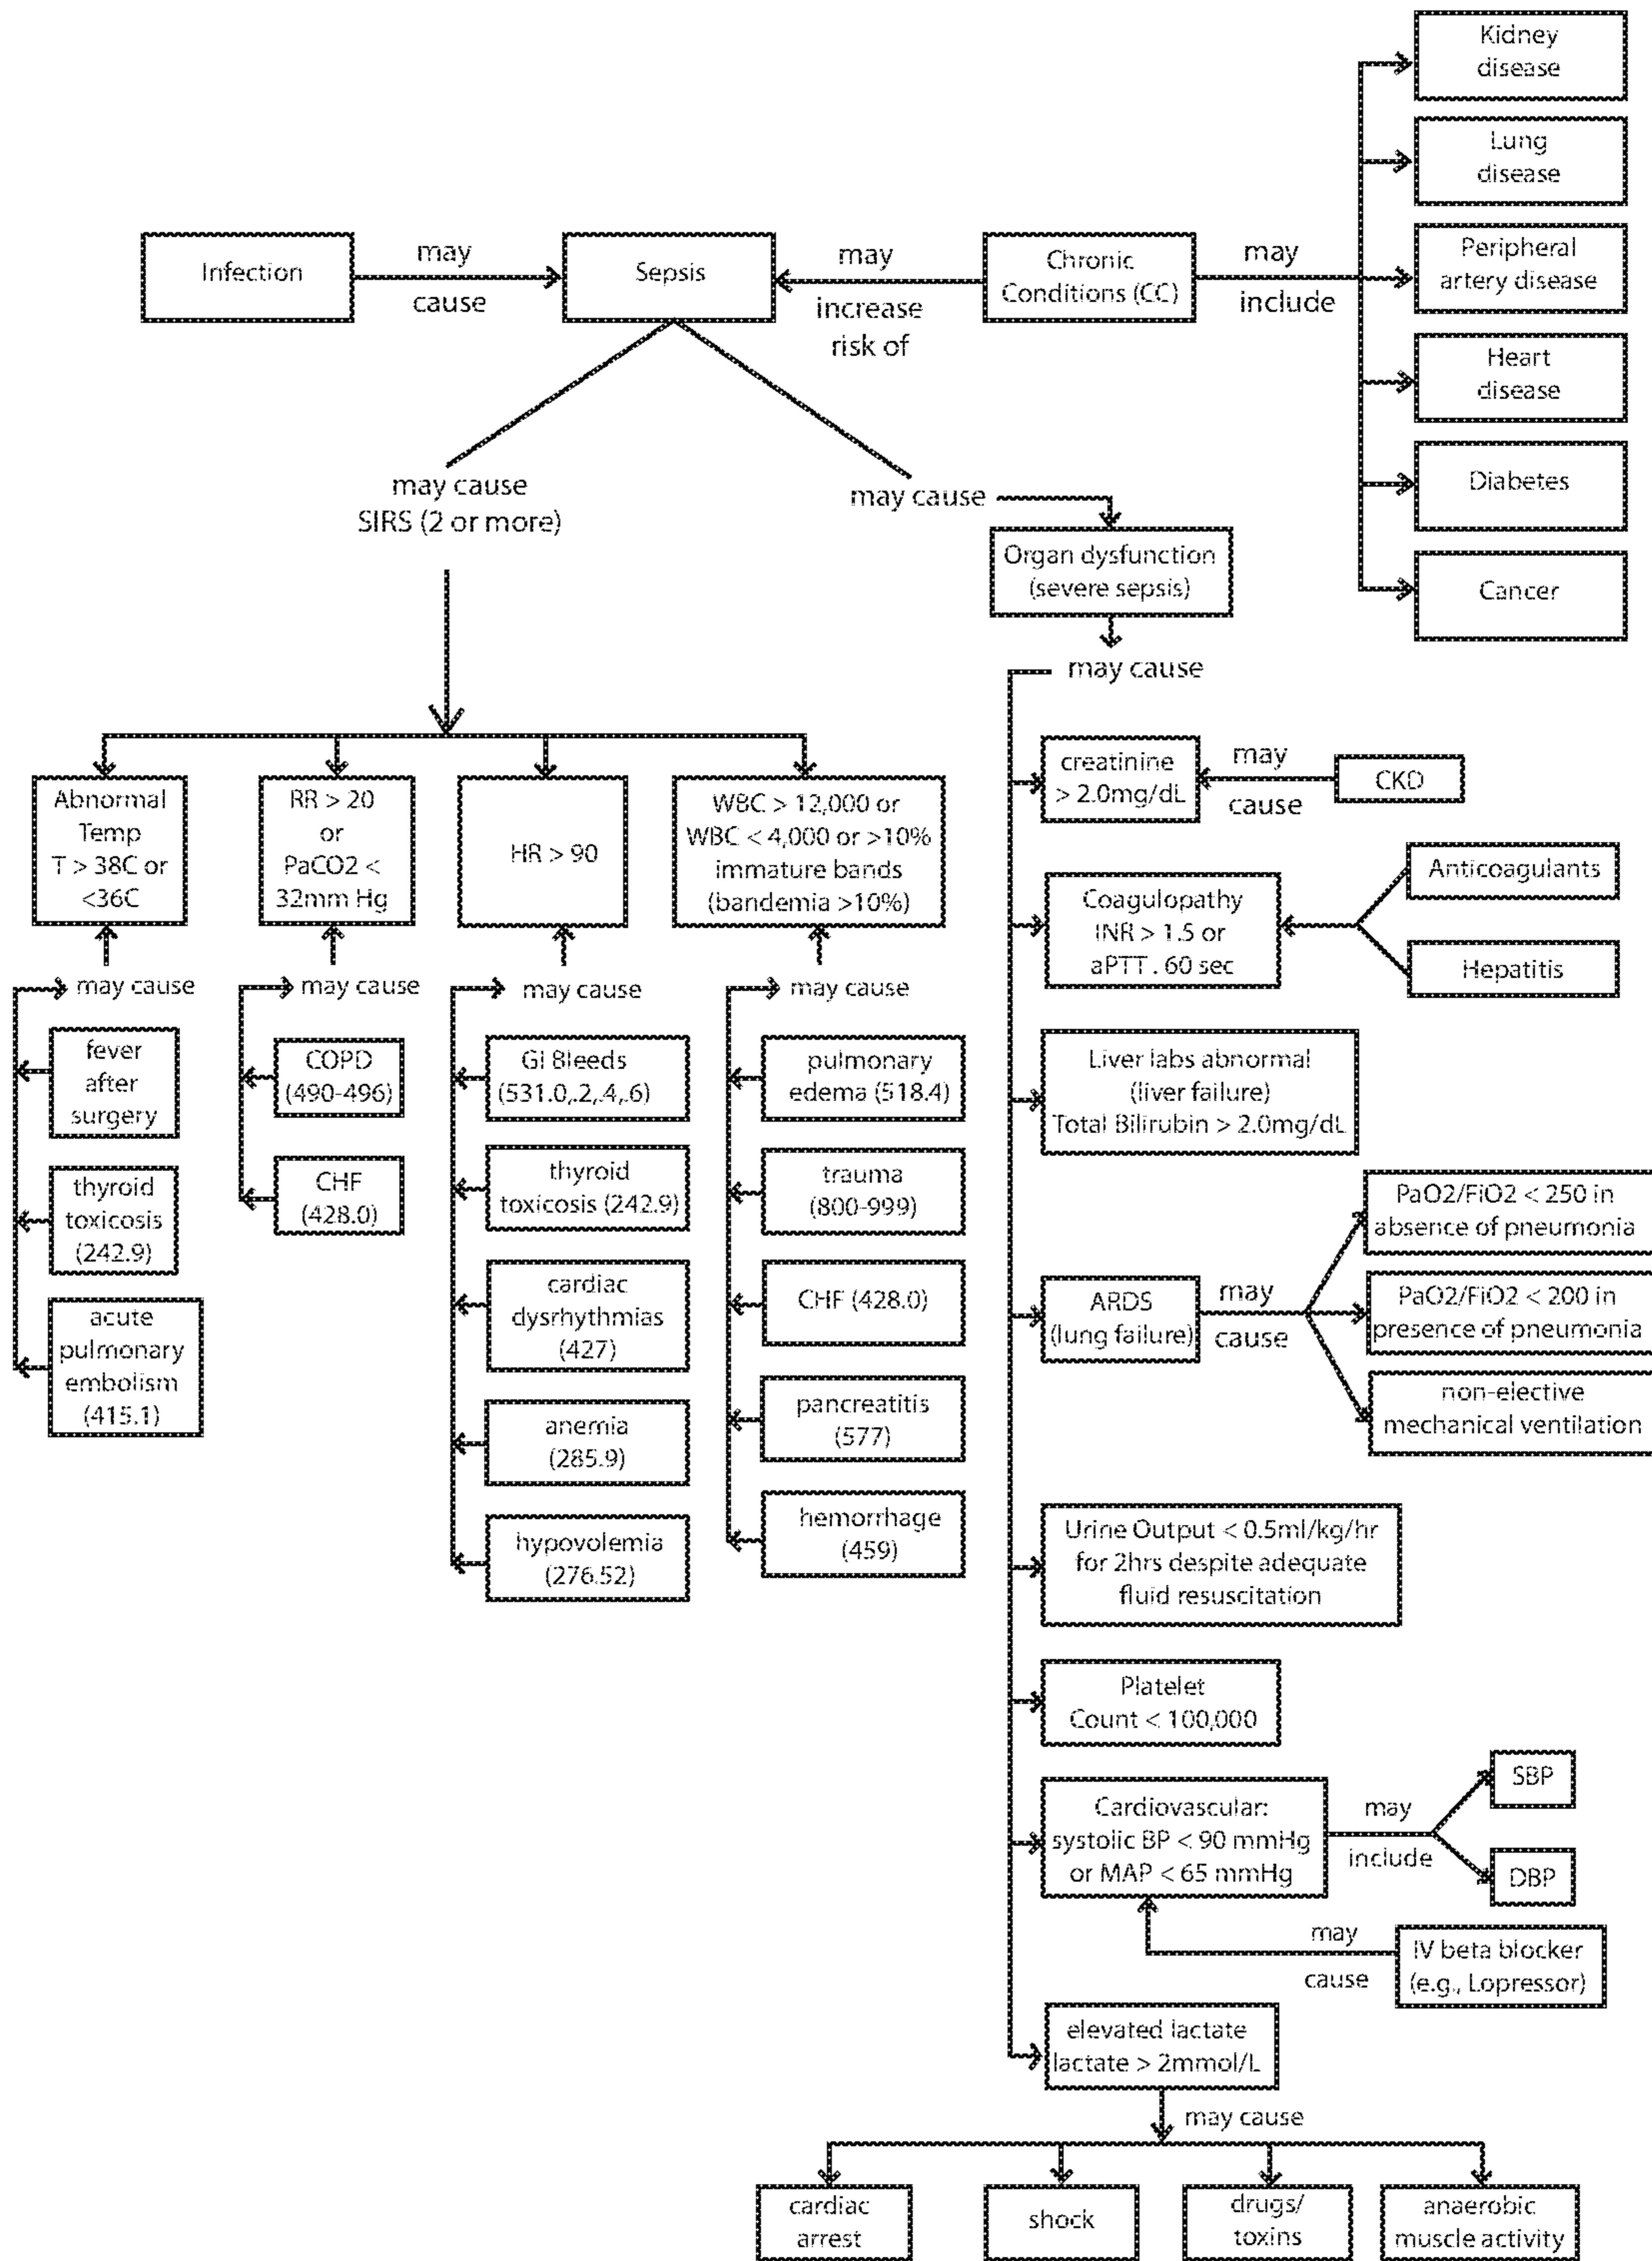 Kidney
disease
Lung
disease
Peripheral
artery disease
Heart
disease
Diabetes
Cancer
Infection
may
cause
Sepsis
may
increase
risk of
Chronic
Conditions (CC)
may
include
may cause
SIRS (2 or more)
may cause
Organ dysfunction
(severe sepsis)
may cause
Abnormal
Temp
T > 38C or
<36C
RR > 20
or
PaCO2 <
32mm Hg
HR > 90
WBC > 12,000 or
WBC < 4,000 or >10%
immature bands
(bandemia >10%)
may cause
may cause
may cause
may cause
fever
after
surgery
thyroid
toxicosis
(242.9)
acute
pulmonary
embolism
(415.1)
COPD
(490-496)
CHF
(428.0)
GI Bleeds
(531.0,.2,.4,.6)
thyroid
toxicosis (242.9)
cardiac
dysrhythmias
(427)
anemia
(285.9)
hypovolemia
(276.52)
pulmonary
edema (518.4)
trauma
(800-999)
CHF (428.0)
pancreatitis
(577)
hemorrhage
(459)
creatinine
> 2.0mg/dL
may
cause
CKD
Coagulopathy
INR > 1.5 or
aPTT . 60 sec
Anticoagulants
Hepatitis
Liver labs abnormal
(liver failure)
Total Bilirubin > 2.0mg/dL
ARDS
(lung failure)
may
cause
PaO2/FiO2 < 250 in
absence of pneumonia
PaO2/FiO2 < 200 in
presence of pneumonia
non-elective
mechanical ventilation
Urine Output < 0.5ml/kg/hr
for 2hrs despite adequate
fluid resuscitation
Platelet
Count < 100,000
Cardiovascular:
systolic BP < 90 mmHg
or MAP < 65 mmHg
may
include
SBP
DBP
may
cause
IV beta blocker
(e.g., Lopressor)
elevated lactate
lactate > 2mmol/L
may cause
cardiac
arrest
shock
drugs/
toxins
anaerobic
muscle activity